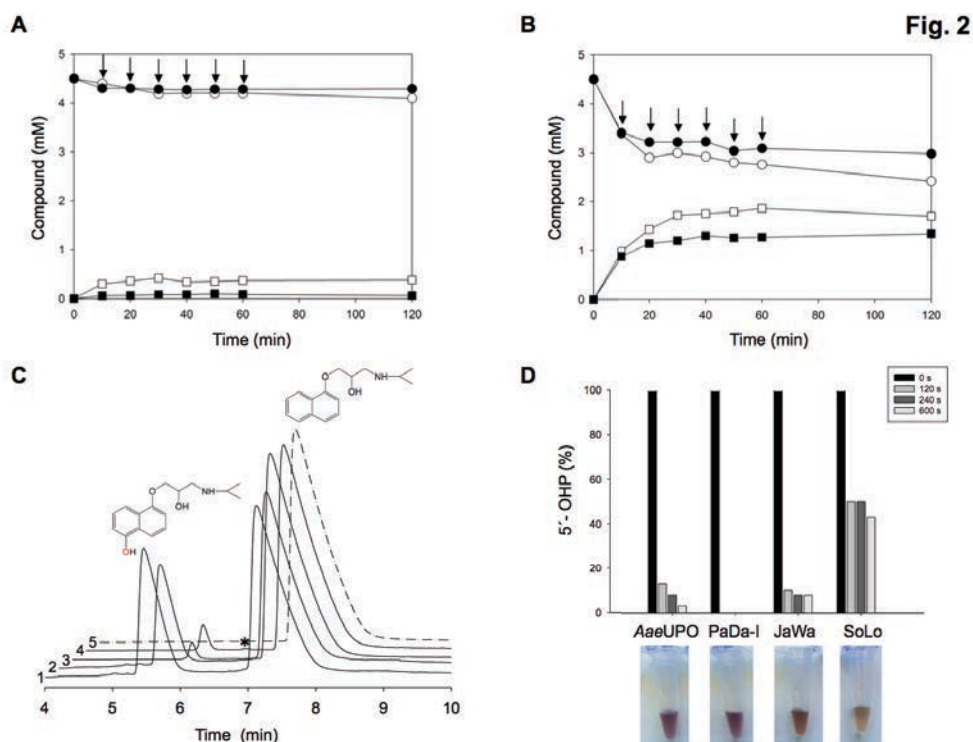 Fig. 2
A
5
4
3
2
1
0
Compound (mM)
0 20 40 60 80 100 120
Time (min)
B
5
4
3
2
1
0
Compound (mM)
0 20 40 60 80 100 120
Time (min)
C
O NH
OH
O NH
OH
OH
5
4
3
2
1
*
4 5 6 7 8 9 10
Time (min)
D
0 s
120 s
240 s
600 s
100
80
60
40
20
0
5´- OHP (%)
AaeUPO PaDa-I JaWa SoLo